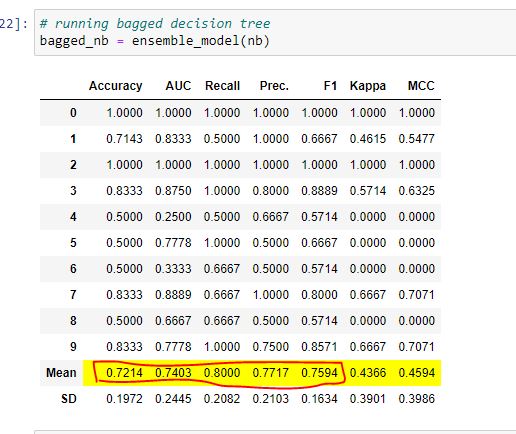 22]: # running bagged decision tree
bagged_nb = ensemble_model(nb)
Accuracy AUC Recall Prec. F1 Kappa MCC
0 1.0000 1.0000 1.0000 1.0000 1.0000 1.0000 1.0000
1 0.7143 0.8333 0.5000 1.0000 0.6667 0.4615 0.5477
2 1.0000 1.0000 1.0000 1.0000 1.0000 1.0000 1.0000
3 0.8333 0.8750 1.0000 0.8000 0.8889 0.5714 0.6325
4 0.5000 0.2500 0.5000 0.6667 0.5714 0.0000 0.0000
5 0.5000 0.7778 1.0000 0.5000 0.6667 0.0000 0.0000
6 0.5000 0.3333 0.6667 0.5000 0.5714 0.0000 0.0000
7 0.8333 0.8889 0.6667 1.0000 0.8000 0.6667 0.7071
8 0.5000 0.6667 0.6667 0.5000 0.5714 0.0000 0.0000
9 0.8333 0.7778 1.0000 0.7500 0.8571 0.6667 0.7071
Mean 0.7214 0.7403 0.8000 0.7717 0.7594 0.4366 0.4594
SD 0.1972 0.2445 0.2082 0.2103 0.1634 0.3901 0.3986